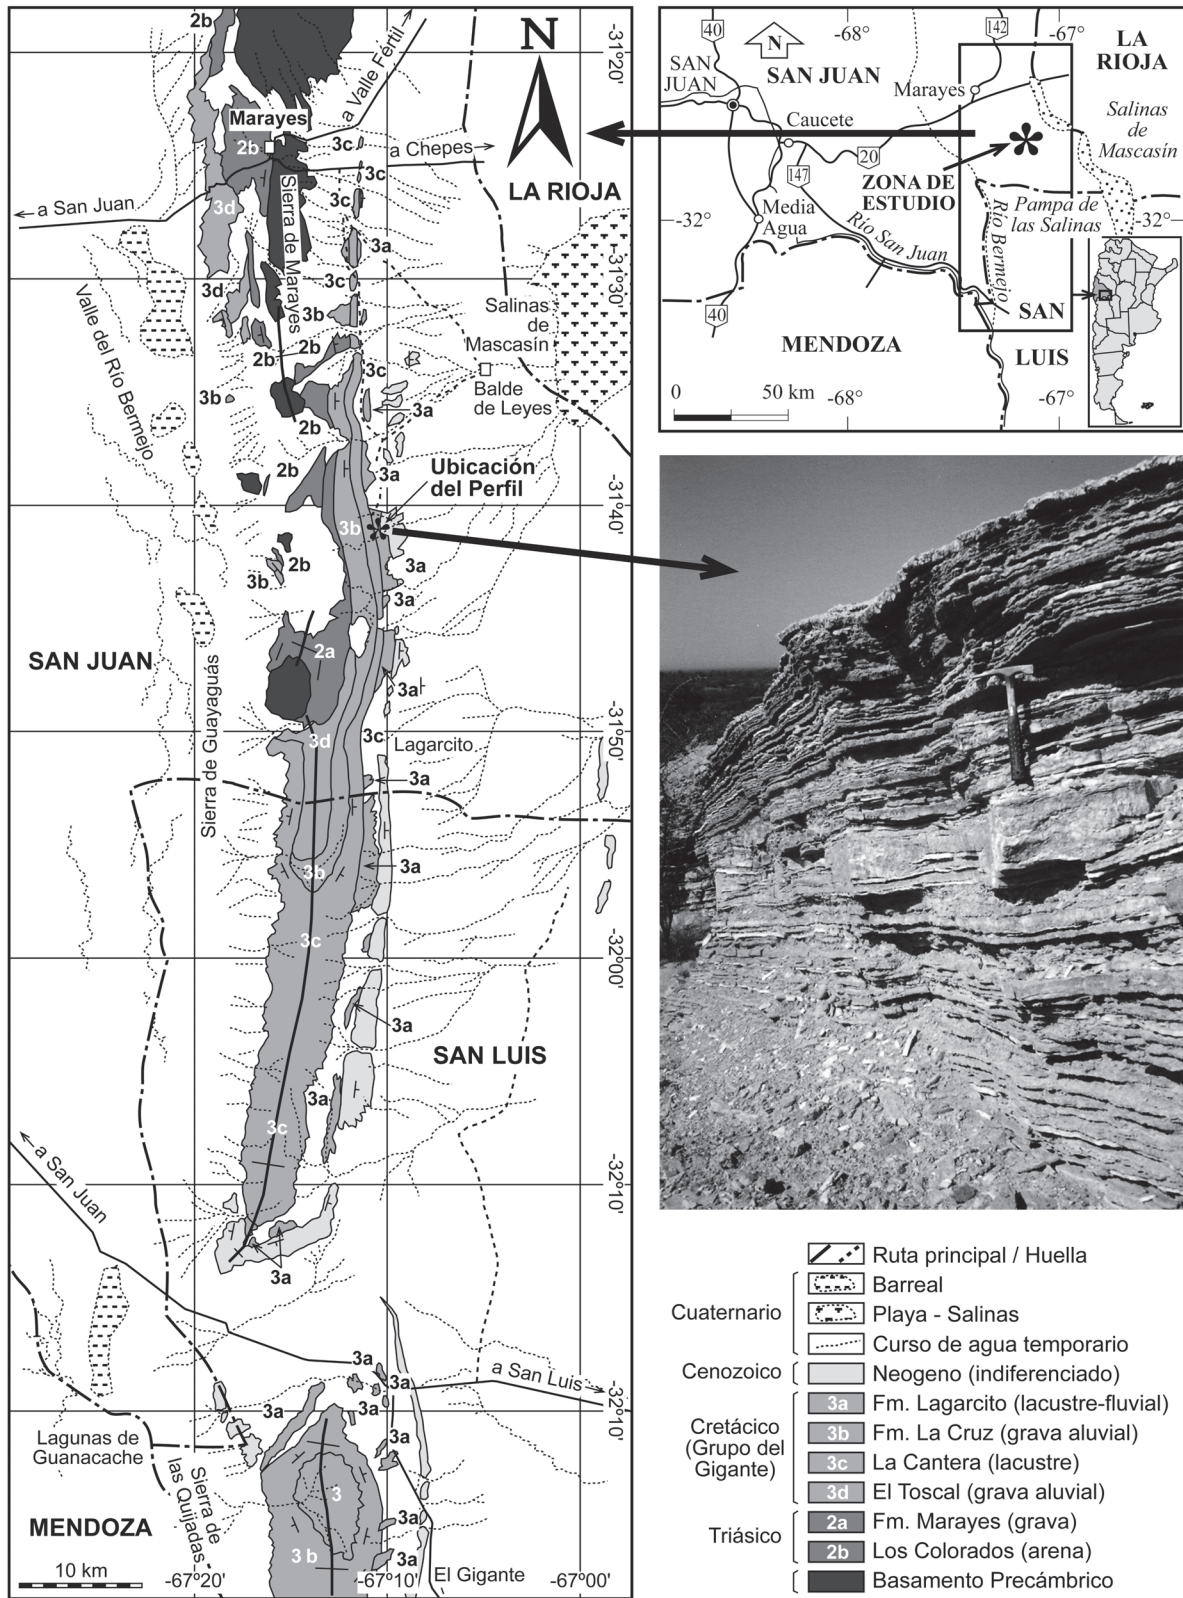 2b
N
-31°20'
a Valle Fértil
Marayes
2b
3c
a Chepes
3c
LA RIOJA
a San Juan
3d
Sierra de Marayes
3c
3a
-31°30'
3d
3c
3b
Salinas
de
Mascasín
Valle del Río Bermejo
2b
2b
3c
Balde
de Leyes
3b
3a
2b
2b
3a
Ubicación
del Perfil
-31°40'
3b
2b
3b
3a
3a
SAN JUAN
2a
3a
Sierra de Guayaguás
3d
3c
Lagarcito
-31°50'
3a
3b
3a
3c
-32°00'
3a
SAN LUIS
3a
3c
a San Juan
-32°10'
3a
3a
3a
a San Luis
3a
3a
-32°10'
Lagunas de
Guanacache
3a
Sierra de
las Quijadas
3
MENDOZA
3a
3b
3a
El Gigante
10 km
-67°20'
-67°10'
-67°00'
40
-68°
142
-67°
N
LA
RIOJA
SAN
JUAN
SAN JUAN
Marayes
Caucete
Salinas
de
Mascasín
20
147
ZONA DE
ESTUDIO
Media
Agua
-32°
Río San Juan
Río Bermejo
Pampa de
las Salinas
-32°
40
SAN
LUIS
MENDOZA
0
50 km
-68°
-67°
Ruta principal / Huella
Cuaternario
Barreal
Playa - Salinas
Curso de agua temporario
Cenozoico
Neogeno (indiferenciado)
Cretácico
(Grupo del
Gigante)
3a Fm. Lagarcito (lacustre-fluvial)
3b Fm. La Cruz (grava aluvial)
3c La Cantera (lacustre)
3d El Toscal (grava aluvial)
Triásico
2a Fm. Marayes (grava)
2b Los Colorados (arena)
Basamento Precámbrico